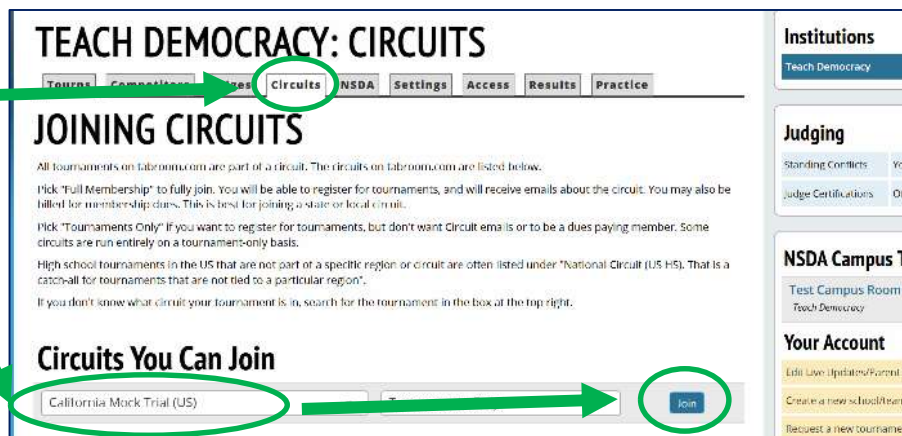 TEACH DEMOCRACY: CIRCUITS
Tourns Circuits NSDA Settings Access Results Practice
JOINING CIRCUITS
All tournaments on tabroom.com are part of a circuit. The circuits on tabroom.com are listed below.
Pick "Full Membership" to fully join. You will be able to register for tournaments, and will receive emails about the circuit. You may also be
billed for membership dues. This is best for joining a state or local circuit.
Pick "Tournaments Only" if you want to register for tournaments, but don't want Circuit emails or to be a dues paying member. Some
circuits are run entirely on a tournament-only basis.
High school tournaments in the US that are not part of a specific region or circuit are often listed under "National Circuit (US HS). That is a
catch-all for tournaments that are not tied to a particular region".
If you don't know what circuit your tournament is in, search for the tournament in the box at the top right.
Circuits You Can Join
California Mock Trial (US)
Join
Institutions
Teach Democracy
Judging
Standing Conflicts
Judge Certifications
NSDA Campus
Test Campus Room
Teach Democracy
Your Account
Edit Live Updates/Parent
Create a new school/team
Request a new